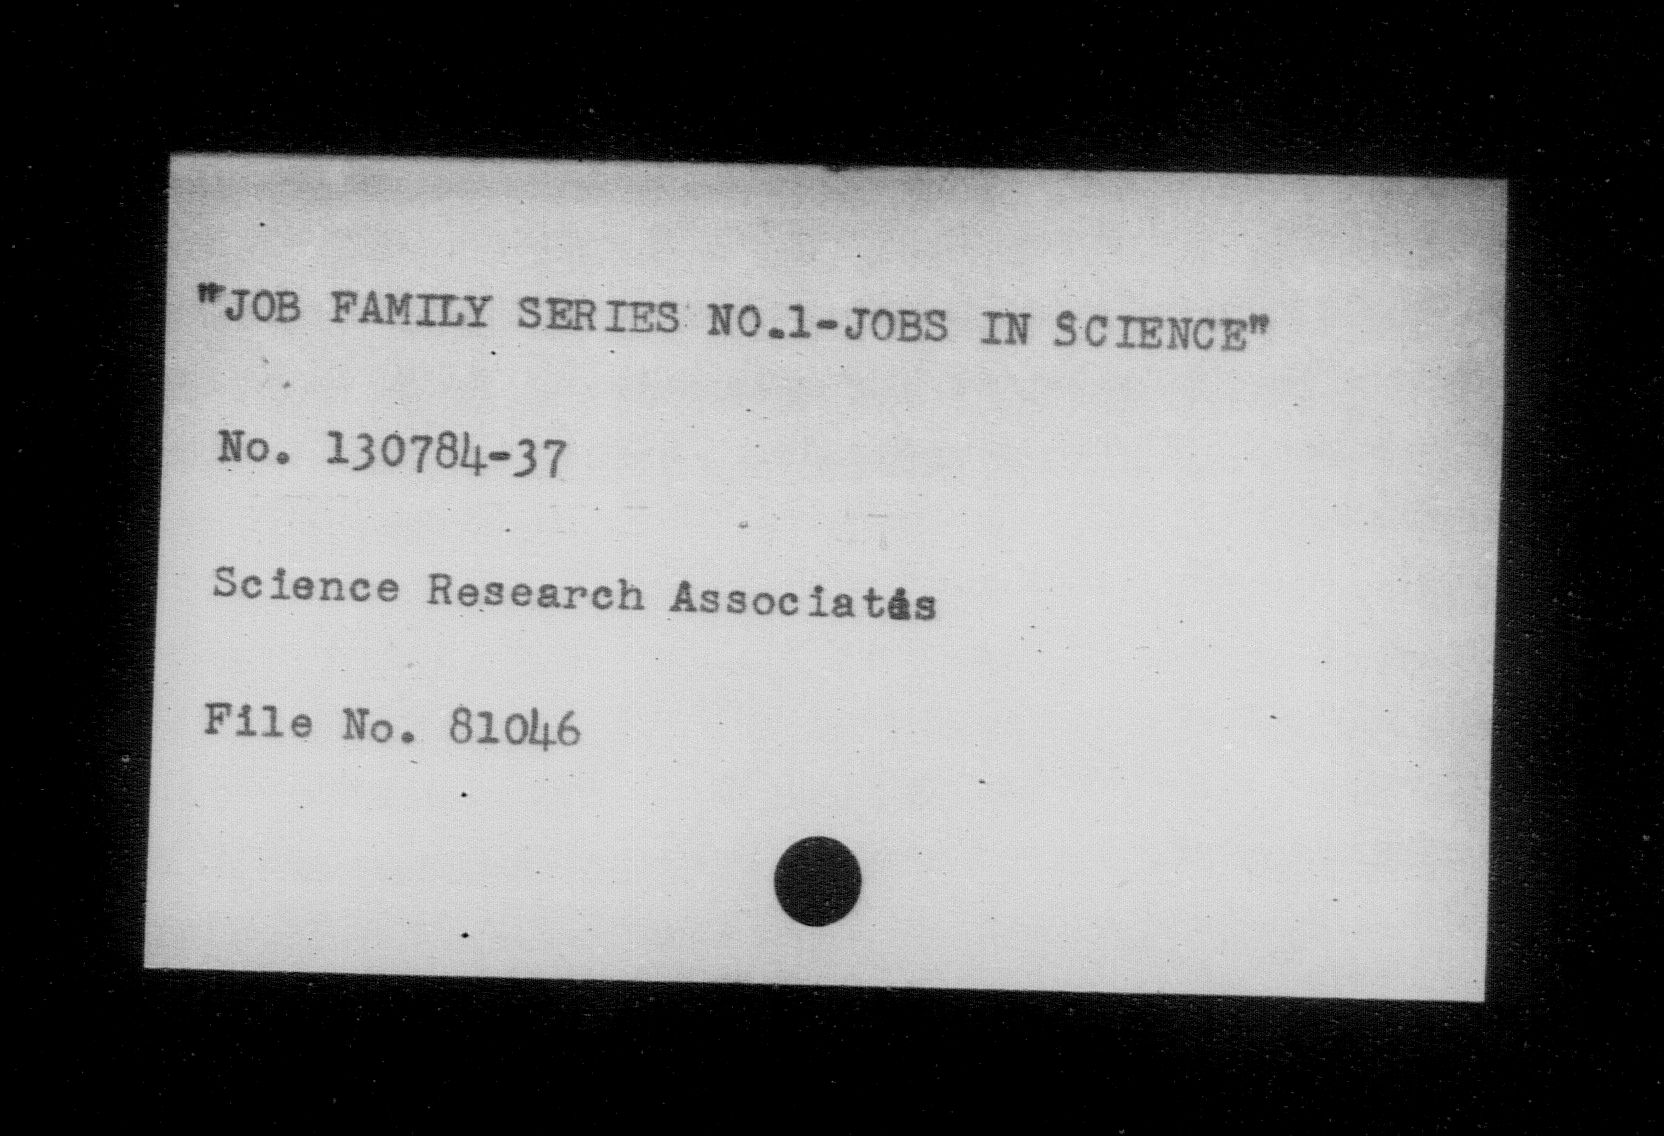 "JOB FAMILY SERIES NO.1-JOBS IN SCIENCE"
No. 130784-37
Science Research Associates
File No. 81046